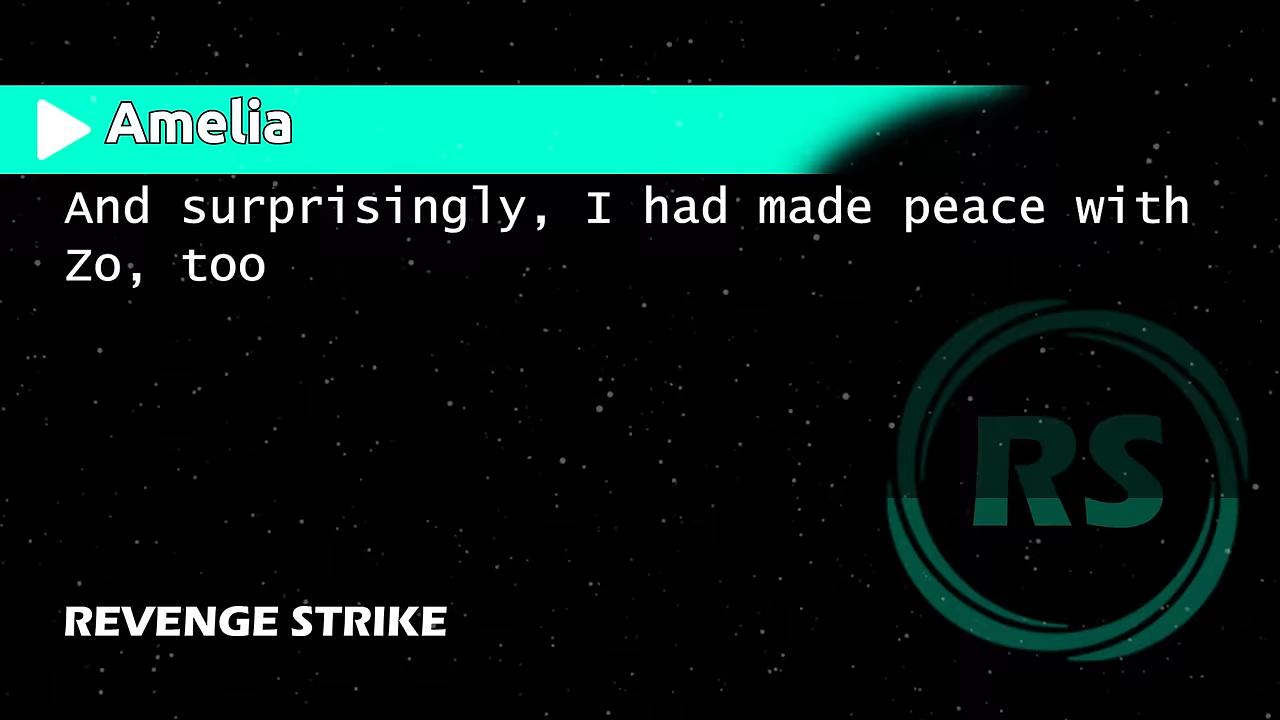 Amelia
And surprisingly, I had made peace with
Zo, too
RS
REVENGE STRIKE